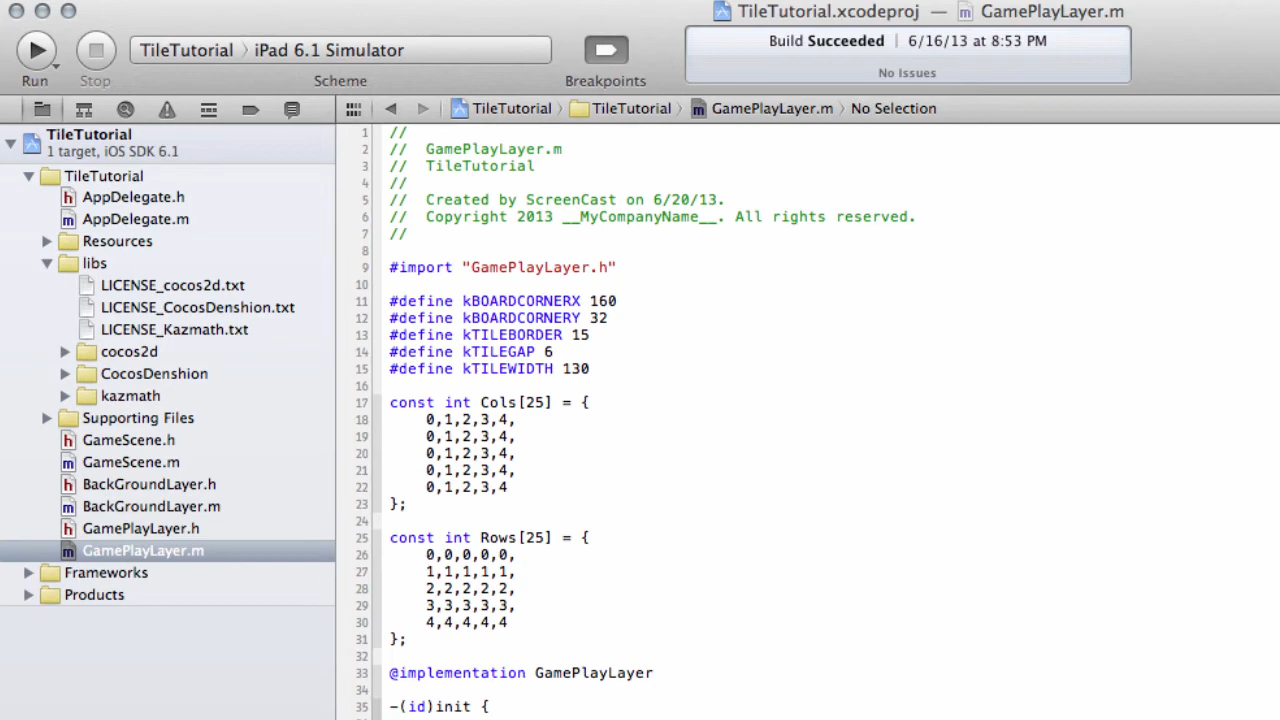 TileTutorial.xcodeproj — GamePlayLayer.m
TileTutorial 〉 iPad 6.1 Simulator
Build Succeeded | 6/16/13 at 8:53 PM
No Issues
Run Stop Scheme Breakpoints
TileTutorial 〉 TileTutorial 〉 GamePlayLayer.m 〉 No Selection
TileTutorial
1 target, iOS SDK 6.1
TileTutorial
h AppDelegate.h
m AppDelegate.m
Resources
libs
LICENSE_cocos2d.txt
LICENSE_CocosDenshion.txt
LICENSE_Kazmath.txt
cocos2d
CocosDenshion
kazmath
Supporting Files
h GameScene.h
m GameScene.m
h BackGroundLayer.h
m BackGroundLayer.m
h GamePlayLayer.h
m GamePlayLayer.m
Frameworks
Products
1 //
2 //  GamePlayLayer.m
3 //  TileTutorial
4 //
5 //  Created by ScreenCast on 6/20/13.
6 //  Copyright 2013 __MyCompanyName__. All rights reserved.
7 //
8
9 #import "GamePlayLayer.h"
10
11 #define kBOARDCORNERX 160
12 #define kBOARDCORNERY 32
13 #define kTILEBORDER 15
14 #define kTILEGAP 6
15 #define kTILEWIDTH 130
16
17 const int Cols[25] = {
18     0,1,2,3,4,
19     0,1,2,3,4,
20     0,1,2,3,4,
21     0,1,2,3,4,
22     0,1,2,3,4
23 };
24
25 const int Rows[25] = {
26     0,0,0,0,0,
27     1,1,1,1,1,
28     2,2,2,2,2,
29     3,3,3,3,3,
30     4,4,4,4,4
31 };
32
33 @implementation GamePlayLayer
34
35 -(id)init {